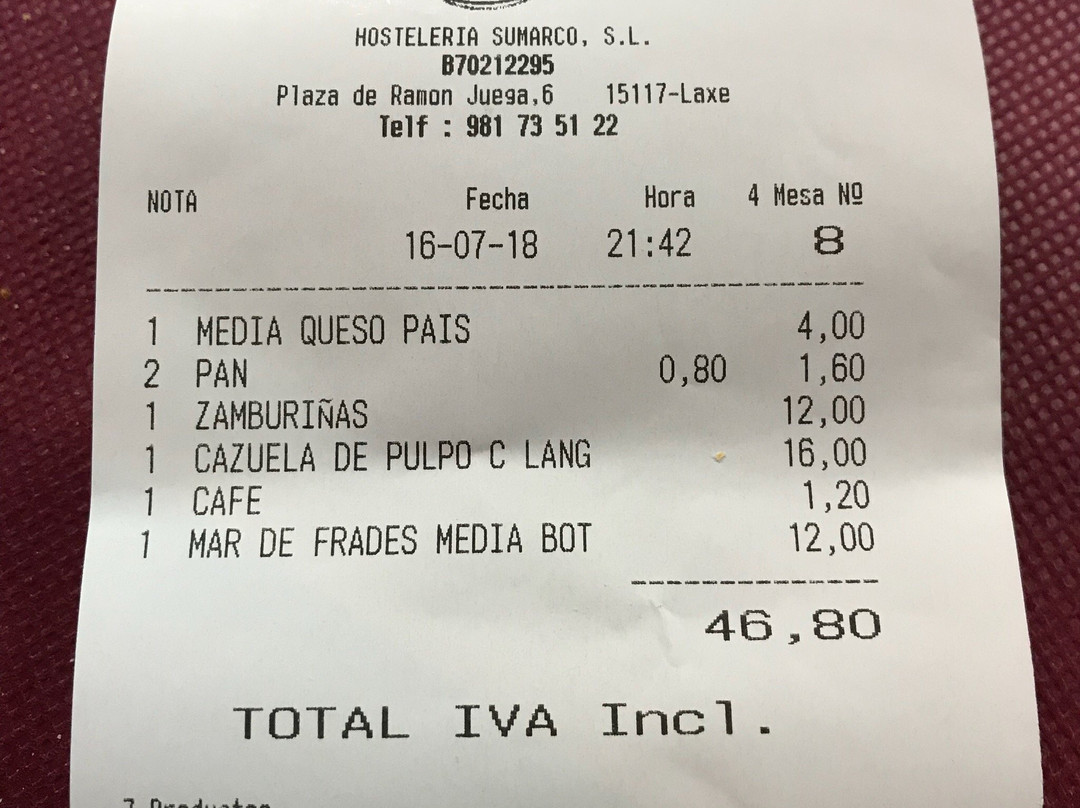 HOSTELERIA SUMARCO, S.L.
B70212295
Plaza de Ramon Juega,6 15117-Laxe
Telf : 981 73 51 22
NOTA Fecha Hora 4 Mesa Nº
16-07-18 21:42 8
1 MEDIA QUESO PAIS 4,00
2 PAN 0,80 1,60
1 ZAMBURIÑAS 12,00
1 CAZUELA DE PULPO C LANG 16,00
1 CAFE 1,20
1 MAR DE FRADES MEDIA BOT 12,00
46,80
TOTAL IVA Incl.
7 Productos